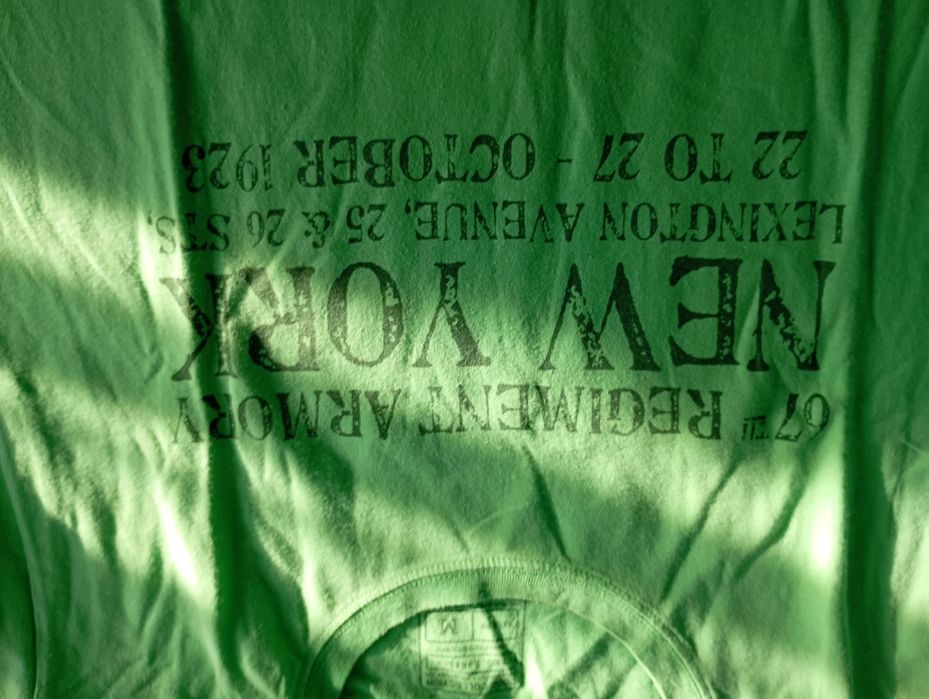 67TH REGIMENT ARMORY
NEW YORK
LEXINGTON AVENUE, 25 & 26 STS,
22 TO 27 - OCTOBER 1923
M